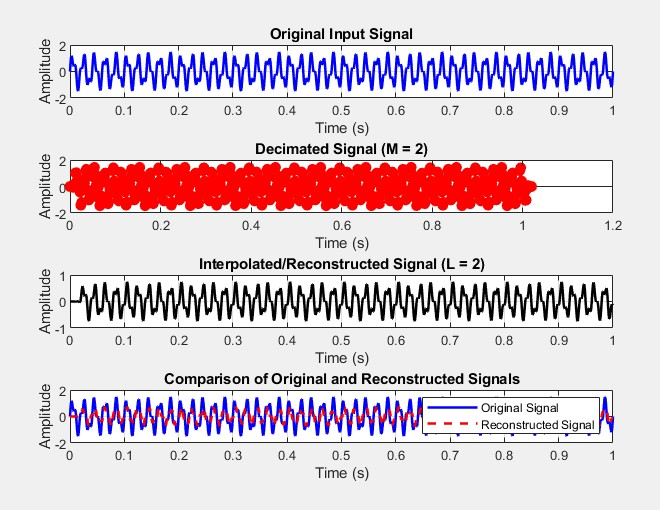 Original Input Signal
Amplitude
2
0
-2
0 0.1 0.2 0.3 0.4 0.5 0.6 0.7 0.8 0.9 1
Time (s)
Decimated Signal (M = 2)
Amplitude
2
0
-2
0 0.2 0.4 0.6 0.8 1 1.2
Time (s)
Interpolated/Reconstructed Signal (L = 2)
Amplitude
1
0
-1
0 0.1 0.2 0.3 0.4 0.5 0.6 0.7 0.8 0.9 1
Time (s)
Comparison of Original and Reconstructed Signals
Amplitude
2
0
-2
Original Signal
Reconstructed Signal
0 0.1 0.2 0.3 0.4 0.5 0.6 0.7 0.8 0.9 1
Time (s)